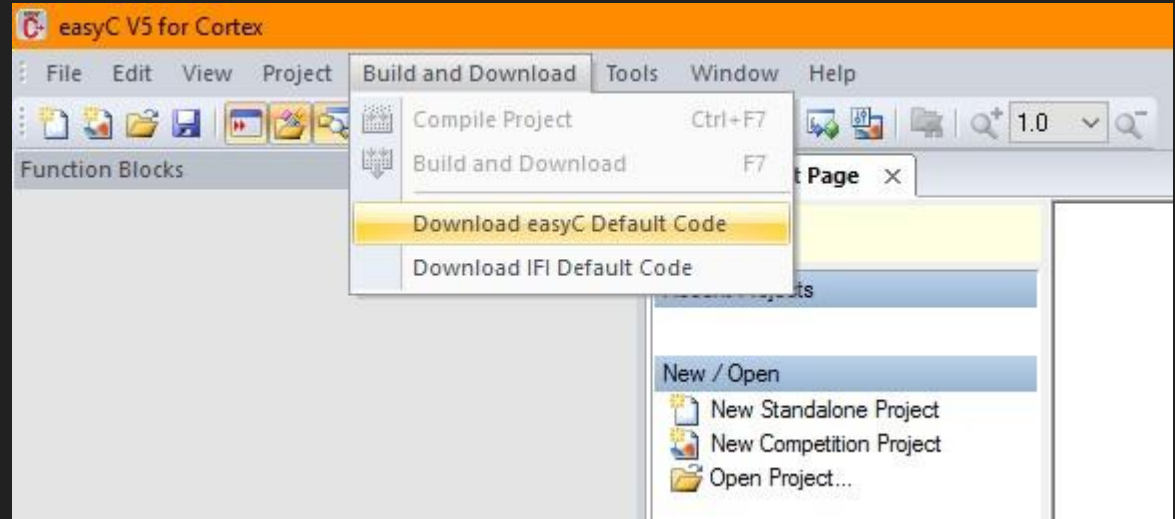 easyC V5 for Cortex
File Edit View Project Build and Download Tools Window Help
Compile Project Ctrl+F7
1.0
Build and Download F7
Function Blocks
Page
Download easyC Default Code
Download IFI Default Code
New / Open
New Standalone Project
New Competition Project
Open Project...